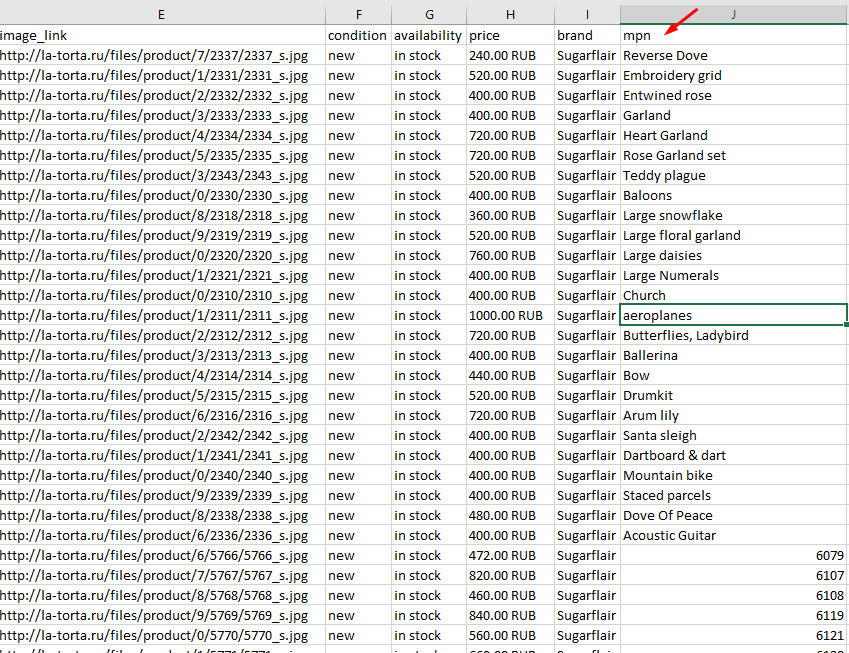 E F G H I J
image_link condition availability price brand mpn
http://la-torta.ru/files/product/7/2337/2337_s.jpg new in stock 240.00 RUB Sugarflair Reverse Dove
http://la-torta.ru/files/product/1/2331/2331_s.jpg new in stock 520.00 RUB Sugarflair Embroidery grid
http://la-torta.ru/files/product/2/2332/2332_s.jpg new in stock 400.00 RUB Sugarflair Entwined rose
http://la-torta.ru/files/product/3/2333/2333_s.jpg new in stock 400.00 RUB Sugarflair Garland
http://la-torta.ru/files/product/4/2334/2334_s.jpg new in stock 720.00 RUB Sugarflair Heart Garland
http://la-torta.ru/files/product/5/2335/2335_s.jpg new in stock 720.00 RUB Sugarflair Rose Garland set
http://la-torta.ru/files/product/3/2343/2343_s.jpg new in stock 520.00 RUB Sugarflair Teddy plague
http://la-torta.ru/files/product/0/2330/2330_s.jpg new in stock 400.00 RUB Sugarflair Baloons
http://la-torta.ru/files/product/8/2318/2318_s.jpg new in stock 360.00 RUB Sugarflair Large snowflake
http://la-torta.ru/files/product/9/2319/2319_s.jpg new in stock 520.00 RUB Sugarflair Large floral garland
http://la-torta.ru/files/product/0/2320/2320_s.jpg new in stock 760.00 RUB Sugarflair Large daisies
http://la-torta.ru/files/product/1/2321/2321_s.jpg new in stock 400.00 RUB Sugarflair Large Numerals
http://la-torta.ru/files/product/0/2310/2310_s.jpg new in stock 400.00 RUB Sugarflair Church
http://la-torta.ru/files/product/1/2311/2311_s.jpg new in stock 1000.00 RUB Sugarflair aeroplanes
http://la-torta.ru/files/product/2/2312/2312_s.jpg new in stock 720.00 RUB Sugarflair Butterflies, Ladybird
http://la-torta.ru/files/product/3/2313/2313_s.jpg new in stock 400.00 RUB Sugarflair Ballerina
http://la-torta.ru/files/product/4/2314/2314_s.jpg new in stock 440.00 RUB Sugarflair Bow
http://la-torta.ru/files/product/5/2315/2315_s.jpg new in stock 520.00 RUB Sugarflair Drumkit
http://la-torta.ru/files/product/6/2316/2316_s.jpg new in stock 720.00 RUB Sugarflair Arum lily
http://la-torta.ru/files/product/2/2342/2342_s.jpg new in stock 400.00 RUB Sugarflair Santa sleigh
http://la-torta.ru/files/product/1/2341/2341_s.jpg new in stock 400.00 RUB Sugarflair Dartboard & dart
http://la-torta.ru/files/product/0/2340/2340_s.jpg new in stock 400.00 RUB Sugarflair Mountain bike
http://la-torta.ru/files/product/9/2339/2339_s.jpg new in stock 400.00 RUB Sugarflair Staced parcels
http://la-torta.ru/files/product/8/2338/2338_s.jpg new in stock 480.00 RUB Sugarflair Dove Of Peace
http://la-torta.ru/files/product/6/2336/2336_s.jpg new in stock 400.00 RUB Sugarflair Acoustic Guitar
http://la-torta.ru/files/product/6/5766/5766_s.jpg new in stock 472.00 RUB Sugarflair 6079
http://la-torta.ru/files/product/7/5767/5767_s.jpg new in stock 820.00 RUB Sugarflair 6107
http://la-torta.ru/files/product/8/5768/5768_s.jpg new in stock 460.00 RUB Sugarflair 6108
http://la-torta.ru/files/product/9/5769/5769_s.jpg new in stock 840.00 RUB Sugarflair 6119
http://la-torta.ru/files/product/0/5770/5770_s.jpg new in stock 560.00 RUB Sugarflair 6121